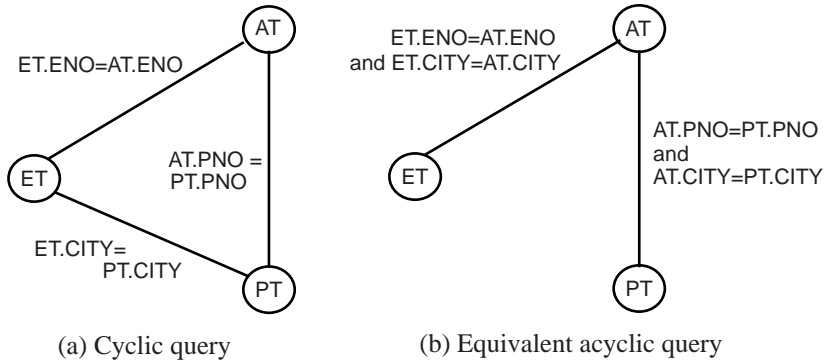 AT
ET.ENO=AT.ENO
AT.PNO =
PT.PNO
ET
ET.CITY=
PT.CITY
PT
(a) Cyclic query
AT
ET.ENO=AT.ENO
and ET.CITY=AT.CITY
AT.PNO=PT.PNO
and
AT.CITY=PT.CITY
ET
PT
(b) Equivalent acyclic query